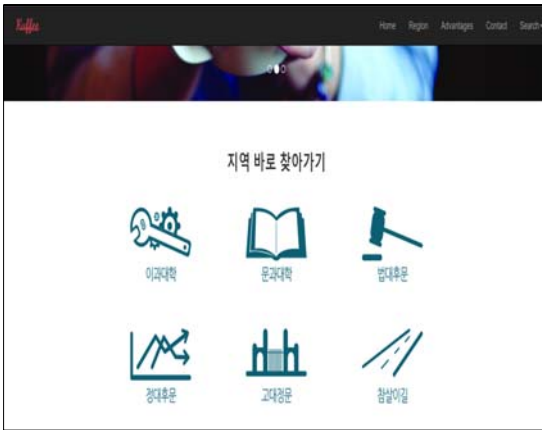 Kaffee
Home Region Advantages Contact Search
지역 바로 찾아가기
이과대학 문과대학 법대후문
정대후문 고대정문 참살이길